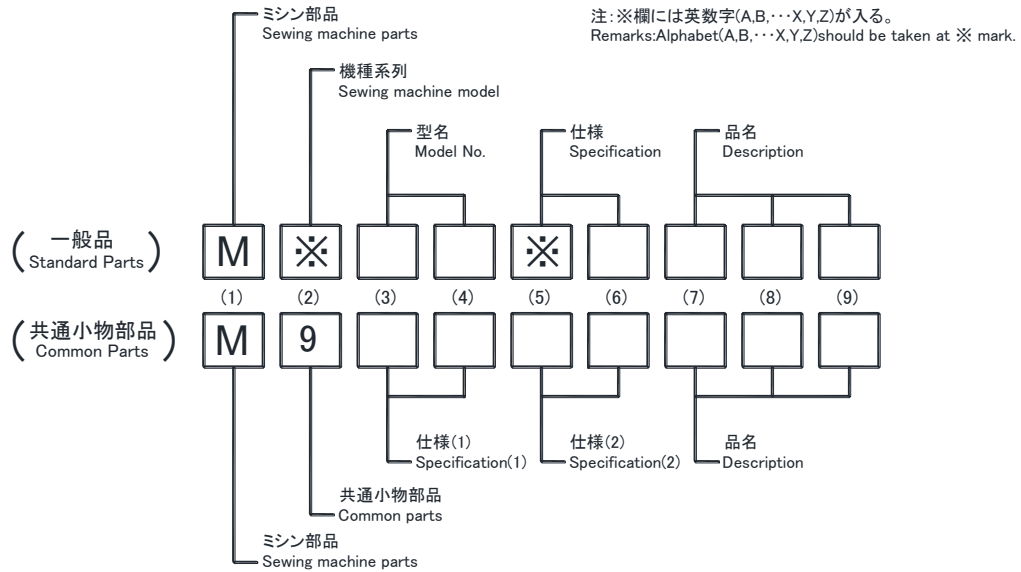 ミシン部品
Sewing machine parts
注:※欄には英数字(A,B,･･･X,Y,Z)が入る。
Remarks:Alphabet(A,B,･･･X,Y,Z)should be taken at ※ mark.
機種系列
Sewing machine model
型名
Model No.
仕様
Specification
品名
Description
一般品
Standard Parts
M ※ ※
(1) (2) (3) (4) (5) (6) (7) (8) (9)
共通小物部品
Common Parts
M 9
仕様(1)
Specification(1)
仕様(2)
Specification(2)
品名
Description
共通小物部品
Common parts
ミシン部品
Sewing machine parts